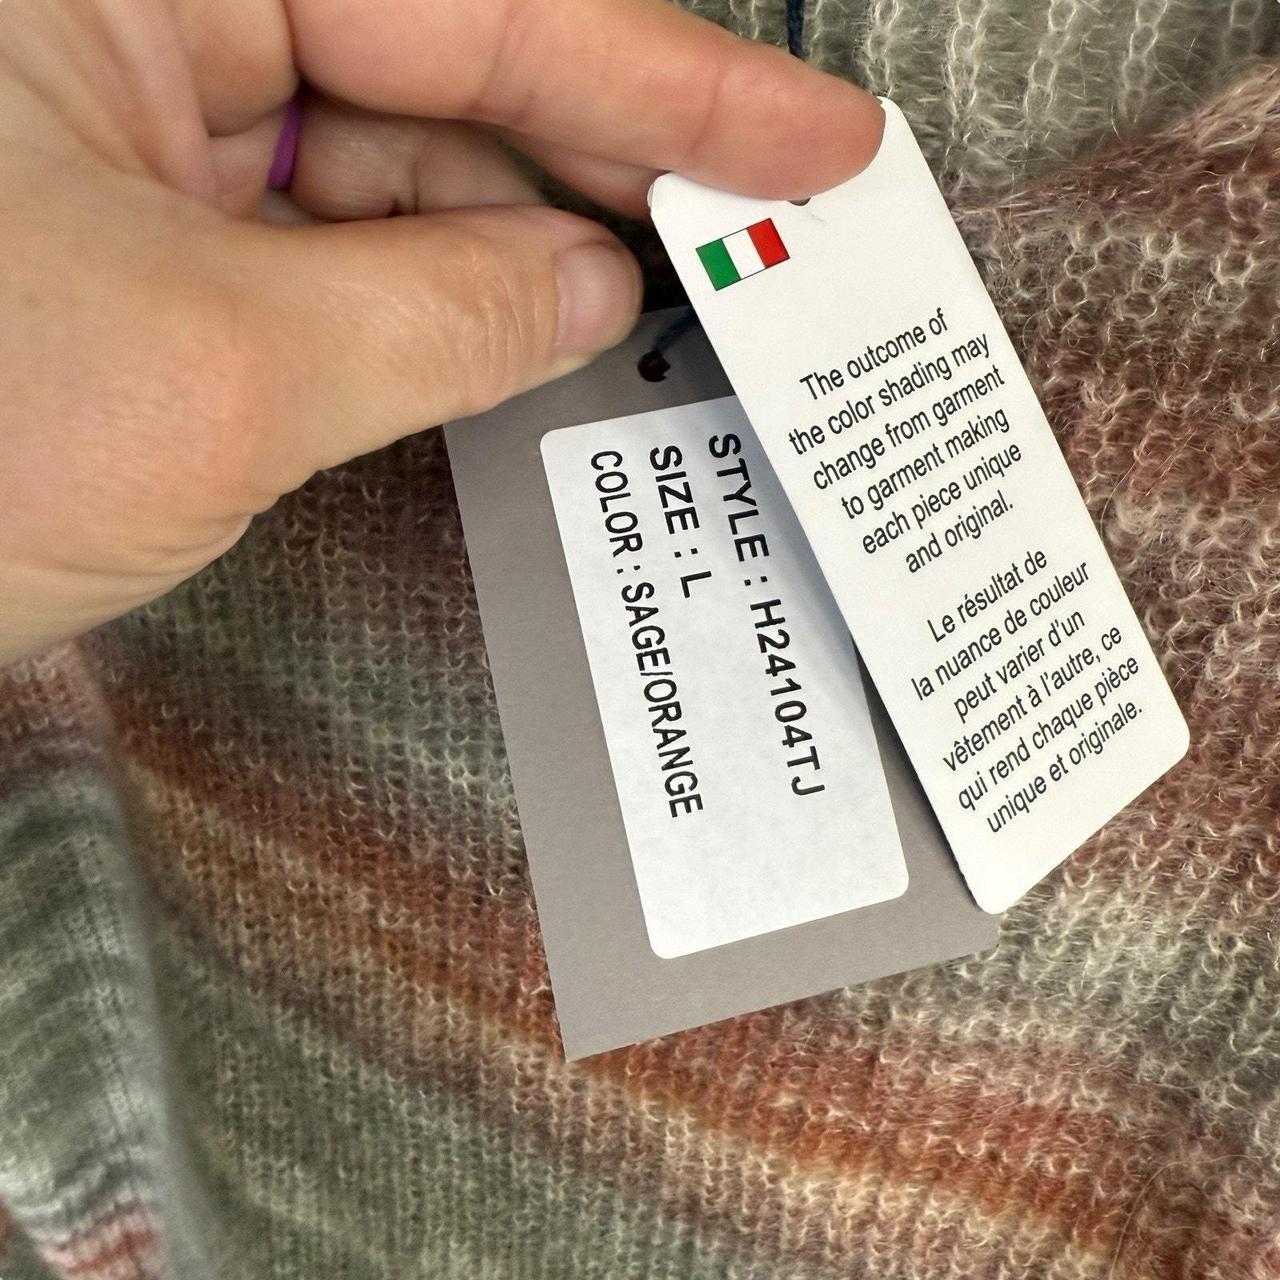 The outcome of
the color shading may
change from garment
to garment making
each piece unique
and original.
Le résultat de
la nuance de couleur
peut varier d'un
vêtement à l'autre, ce
qui rend chaque pièce
unique et originale.
STYLE : H24104TJ
SIZE : L
COLOR : SAGE/ORANGE